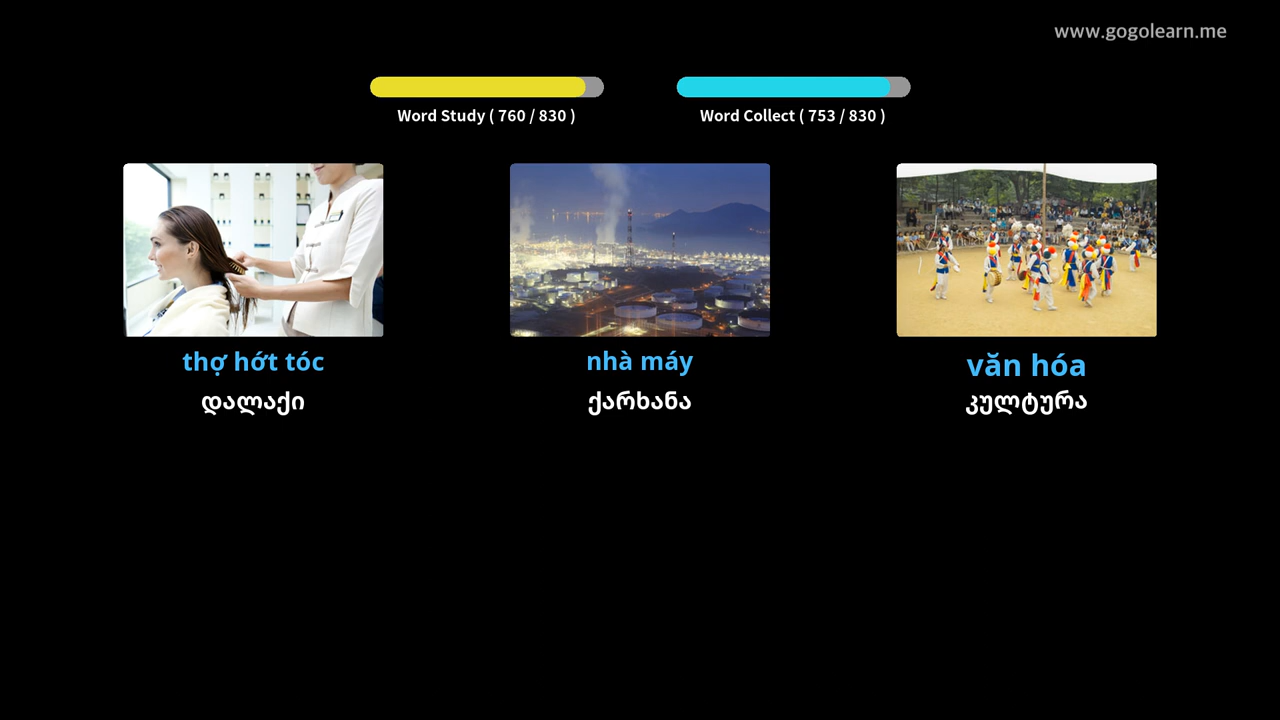 www.gogolearn.me
Word Study ( 760 / 830 )
Word Collect ( 753 / 830 )
thợ hớt tóc
nhà máy
văn hóa
დალაქი
ქარხანა
კულტურა